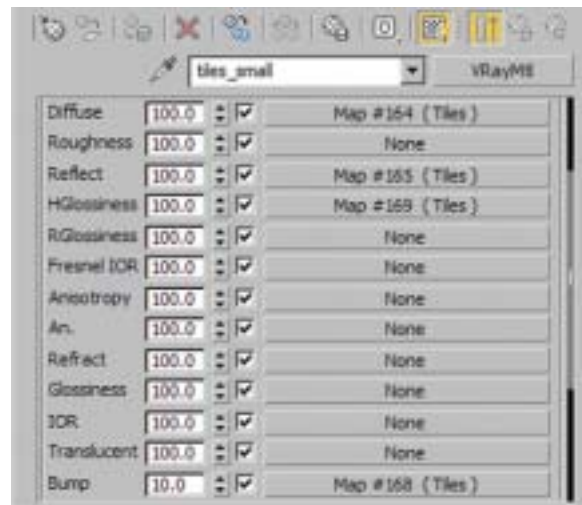 tiles_small VRayMtl
Diffuse 100.0 Map #164 (Tiles)
Roughness 100.0 None
Reflect 100.0 Map #165 (Tiles)
HGlossiness 100.0 Map #169 (Tiles)
RGlossiness 100.0 None
Fresnel IOR 100.0 None
Anisotropy 100.0 None
An. 100.0 None
Refract 100.0 None
Glossiness 100.0 None
IOR 100.0 None
Translucent 100.0 None
Bump 10.0 Map #168 (Tiles)